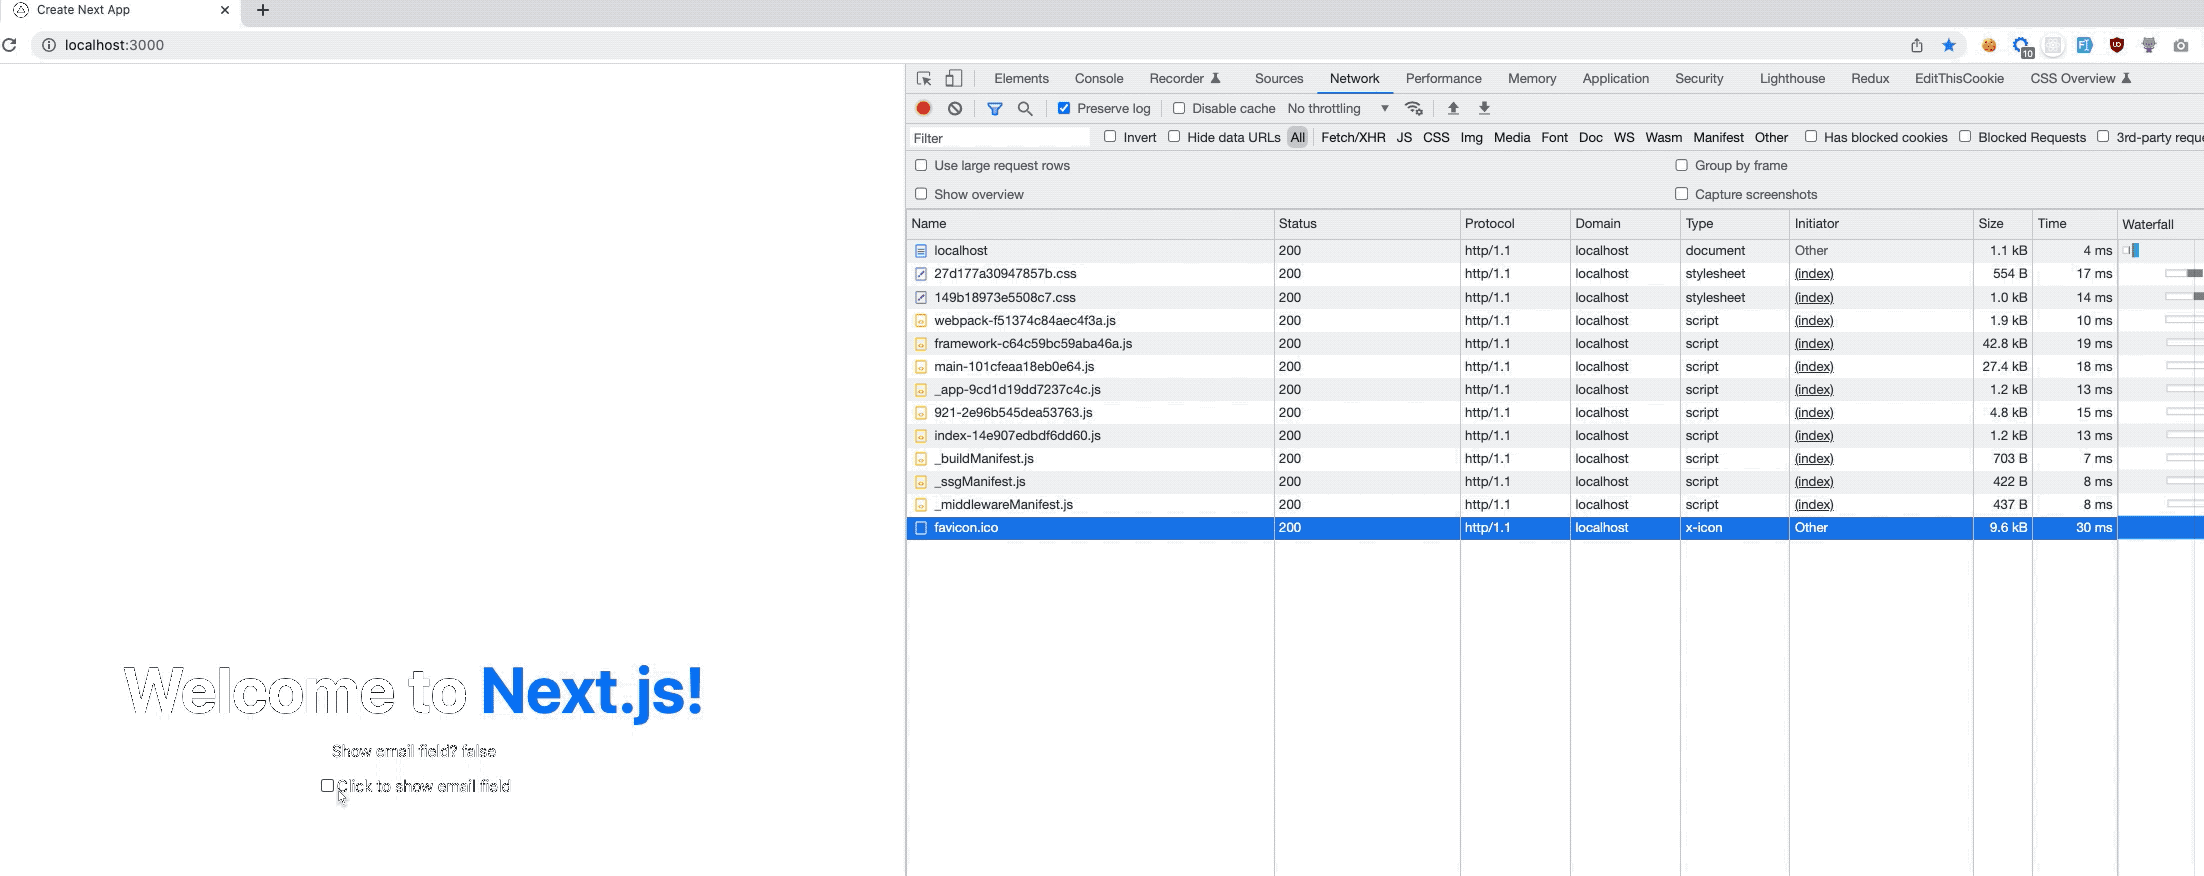 Create Next App
localhost:3000
10
Elements Console Recorder Sources Network Performance Memory Application Security Lighthouse Redux EditThisCookie CSS Overview
Preserve log Disable cache No throttling
Filter Invert Hide data URLs All Fetch/XHR JS CSS Img Media Font Doc WS Wasm Manifest Other Has blocked cookies Blocked Requests 3rd-party reque
Use large request rows Group by frame
Show overview Capture screenshots
Name Status Protocol Domain Type Initiator Size Time Waterfall
localhost 200 http/1.1 localhost document Other 1.1 kB 4 ms
27d177a30947857b.css 200 http/1.1 localhost stylesheet (index) 554 B 17 ms
149b18973e5508c7.css 200 http/1.1 localhost stylesheet (index) 1.0 kB 14 ms
webpack-f51374c84aec4f3a.js 200 http/1.1 localhost script (index) 1.9 kB 10 ms
framework-c64c59bc59aba46a.js 200 http/1.1 localhost script (index) 42.8 kB 19 ms
main-101cfeaa18eb0e64.js 200 http/1.1 localhost script (index) 27.4 kB 18 ms
_app-9cd1d19dd7237c4c.js 200 http/1.1 localhost script (index) 1.2 kB 13 ms
921-2e96b545dea53763.js 200 http/1.1 localhost script (index) 4.8 kB 15 ms
index-14e907edbdf6dd60.js 200 http/1.1 localhost script (index) 1.2 kB 13 ms
_buildManifest.js 200 http/1.1 localhost script (index) 703 B 7 ms
_ssgManifest.js 200 http/1.1 localhost script (index) 422 B 8 ms
_middlewareManifest.js 200 http/1.1 localhost script (index) 437 B 8 ms
favicon.ico 200 http/1.1 localhost x-icon Other 9.6 kB 30 ms
Welcome to Next.js!
Show email field? false
Click to show email field